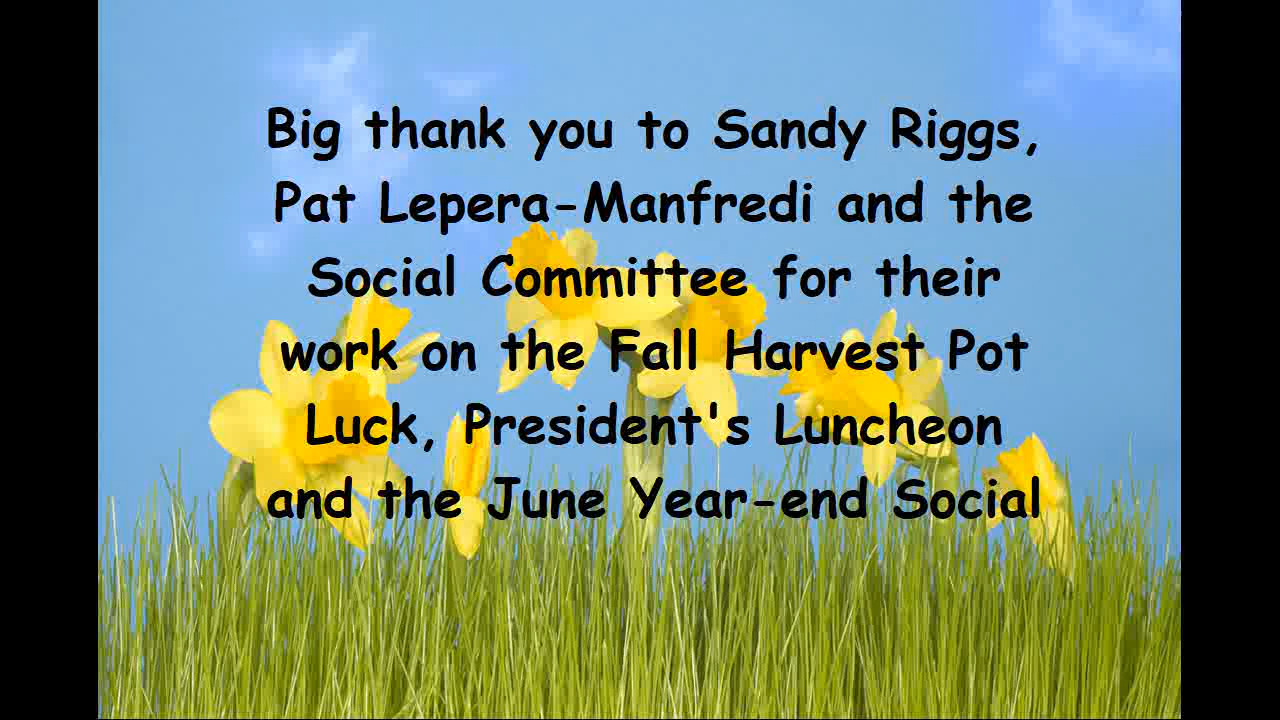 Big thank you to Sandy Riggs,
Pat Lepera-Manfredi and the
Social Committee for their
work on the Fall Harvest Pot
Luck, President's Luncheon
and the June Year-end Social